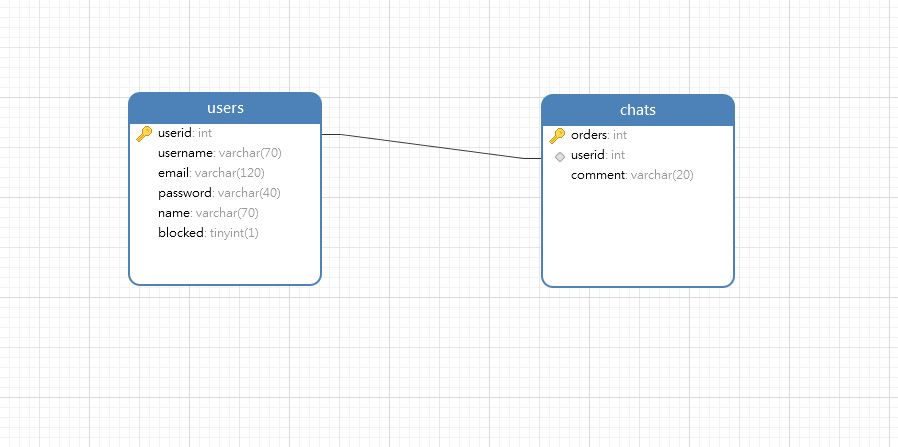 users
userid: int
username: varchar(70)
email: varchar(120)
password: varchar(40)
name: varchar(70)
blocked: tinyint(1)
chats
orders: int
userid: int
comment: varchar(20)